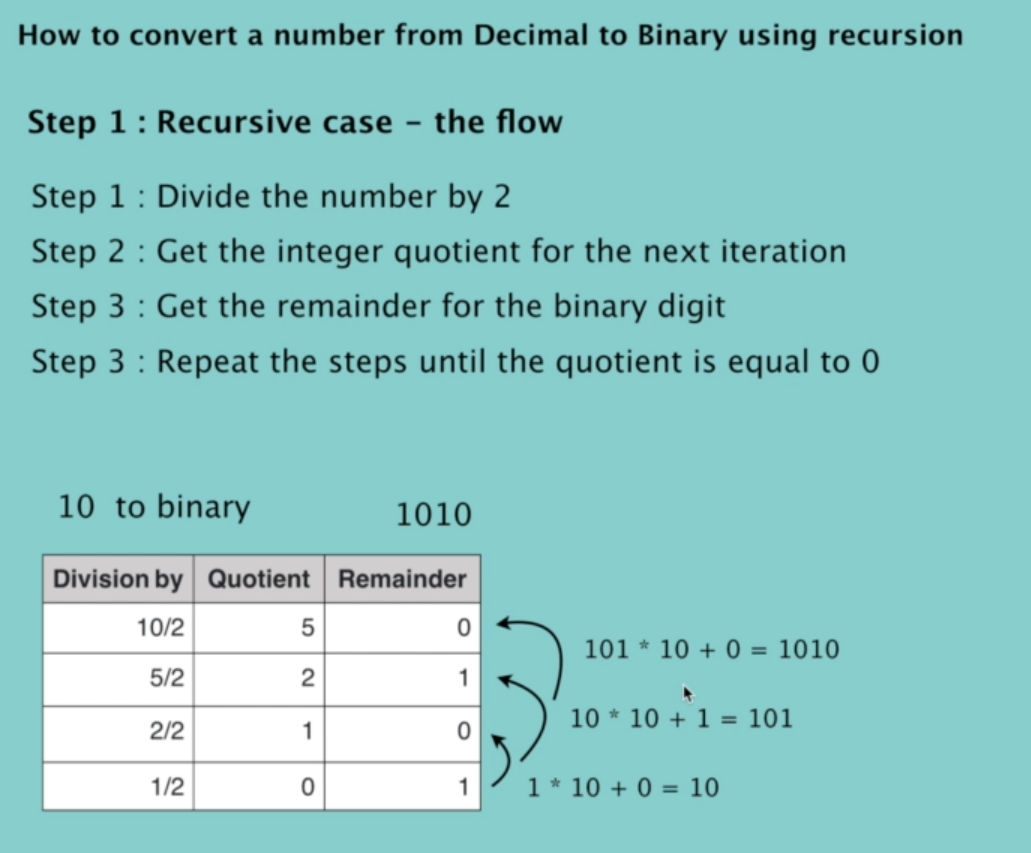 How to convert a number from Decimal to Binary using recursion
Step 1 : Recursive case – the flow
Step 1 : Divide the number by 2
Step 2 : Get the integer quotient for the next iteration
Step 3 : Get the remainder for the binary digit
Step 3 : Repeat the steps until the quotient is equal to 0
10 to binary 1010
Division by Quotient Remainder
10/2 5 0
101 * 10 + 0 = 1010
5/2 2 1
10 * 10 + 1 = 101
2/2 1 0
1/2 0 1
1 * 10 + 0 = 10